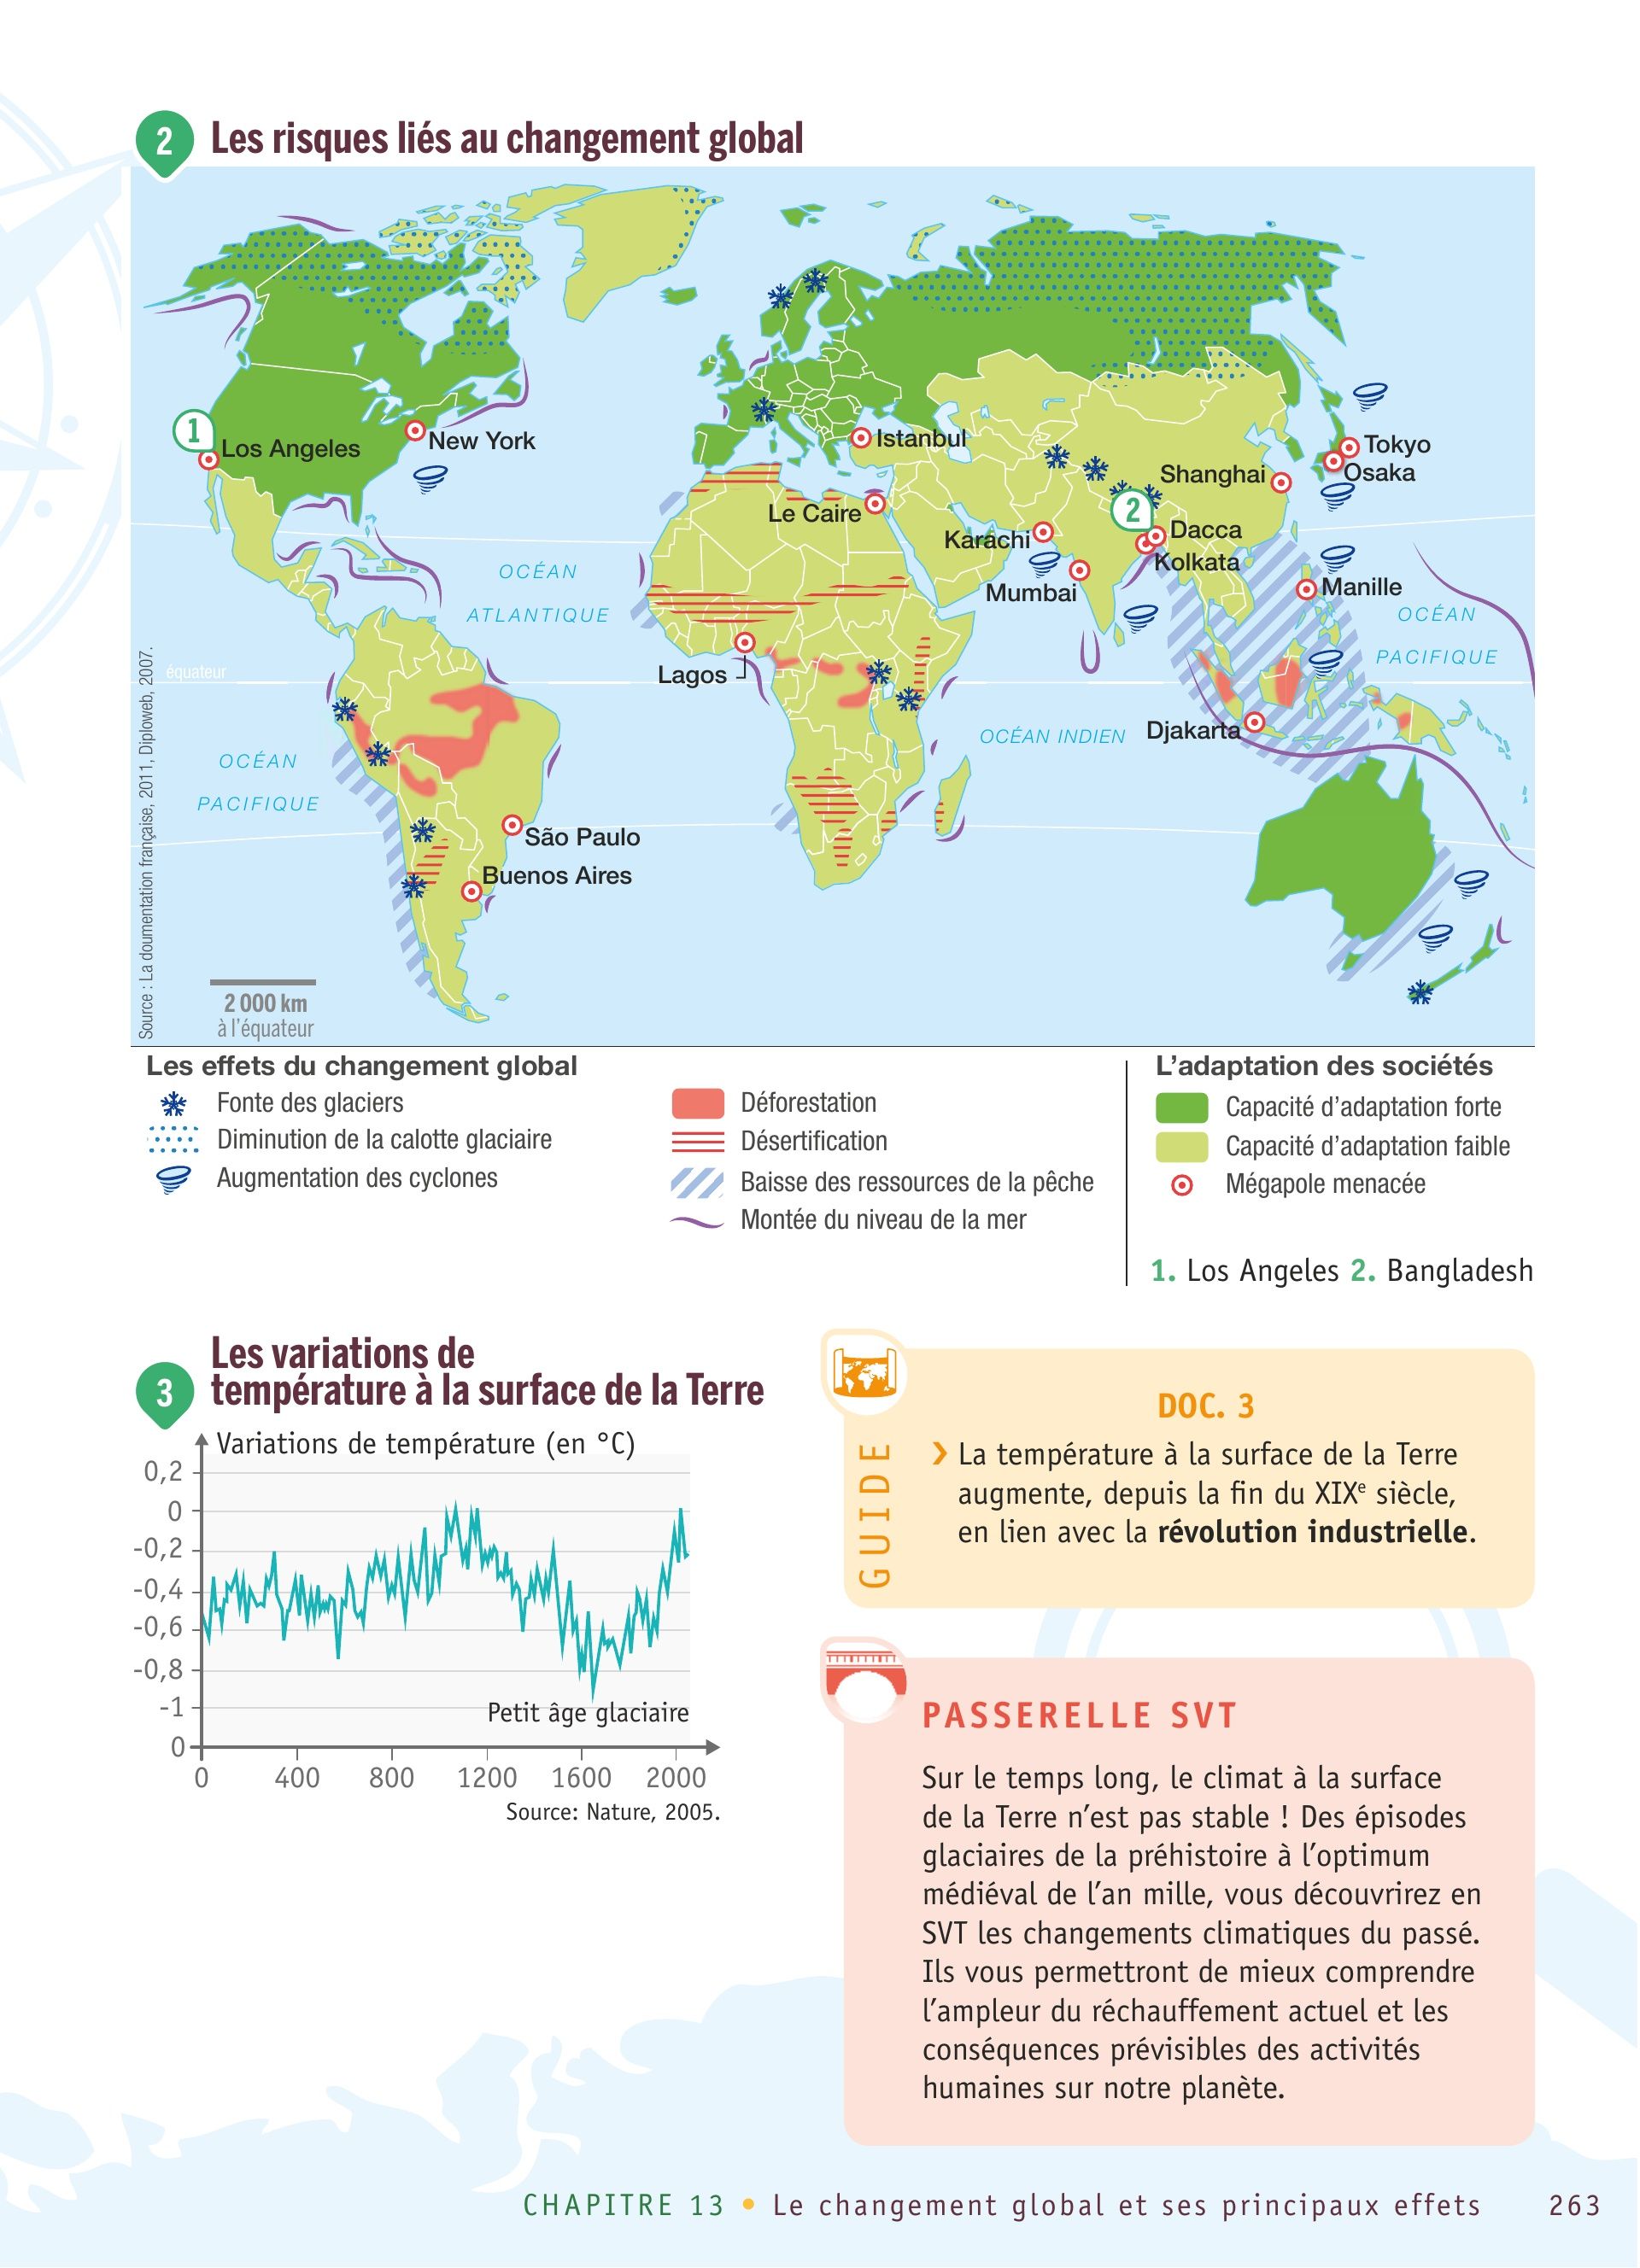 2
Les risques liés au changement global
1
Los Angeles
New York
Istanbul
Tokyo
Osaka
Shanghai
Le Caire
2
Karachi
Dacca
Kolkata
Mumbai
Manille
OCÉAN
ATLANTIQUE
OCÉAN
PACIFIQUE
équateur
Lagos
Djakarta
OCÉAN INDIEN
OCÉAN
PACIFIQUE
São Paulo
Buenos Aires
2 000 km
à l'équateur
Source : La doumentation française, 2011, Diploweb, 2007.
Les effets du changement global
Fonte des glaciers
Diminution de la calotte glaciaire
Augmentation des cyclones
Déforestation
Désertification
Baisse des ressources de la pêche
Montée du niveau de la mer
L'adaptation des sociétés
Capacité d'adaptation forte
Capacité d'adaptation faible
Mégapole menacée
1. Los Angeles 2. Bangladesh
3
Les variations de
température à la surface de la Terre
Variations de température (en °C)
0,2
0
-0,2
-0,4
-0,6
-0,8
-1
0
Petit âge glaciaire
0 400 800 1200 1600 2000
Source: Nature, 2005.
GUIDE
DOC. 3
› La température à la surface de la Terre
augmente, depuis la fin du XIXe siècle,
en lien avec la révolution industrielle.
PASSERELLE SVT
Sur le temps long, le climat à la surface
de la Terre n'est pas stable ! Des épisodes
glaciaires de la préhistoire à l'optimum
médiéval de l'an mille, vous découvrirez en
SVT les changements climatiques du passé.
Ils vous permettront de mieux comprendre
l'ampleur du réchauffement actuel et les
conséquences prévisibles des activités
humaines sur notre planète.
CHAPITRE 13 • Le changement global et ses principaux effets 263